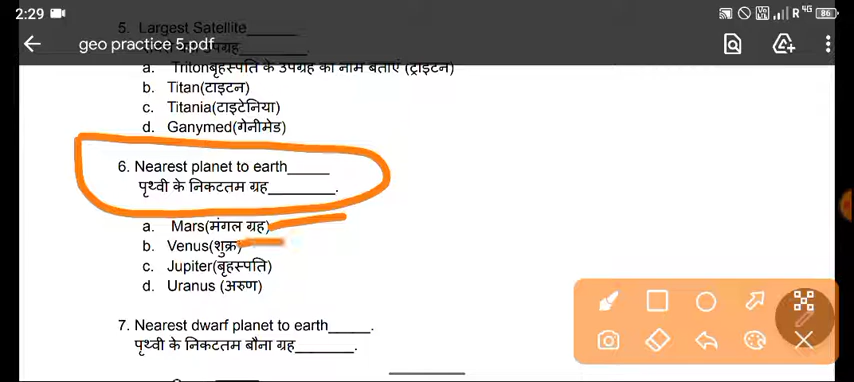 2:29
R 4G 86
5. Largest Satellite______
geo practice 5.pdf
a. Tritonबृहस्पति के उपग्रह का नाम बताएं (ट्राइटन)
b. Titan(टाइटन)
c. Titania(टाइटेनिया)
d. Ganymed(गेनीमेड)
6. Nearest planet to earth_____
पृथ्वी के निकटतम ग्रह________.
a. Mars(मंगल ग्रह)
b. Venus(शुक्र)
c. Jupiter(बृहस्पति)
d. Uranus (अरुण)
7. Nearest dwarf planet to earth_____.
पृथ्वी के निकटतम बौना ग्रह_______.